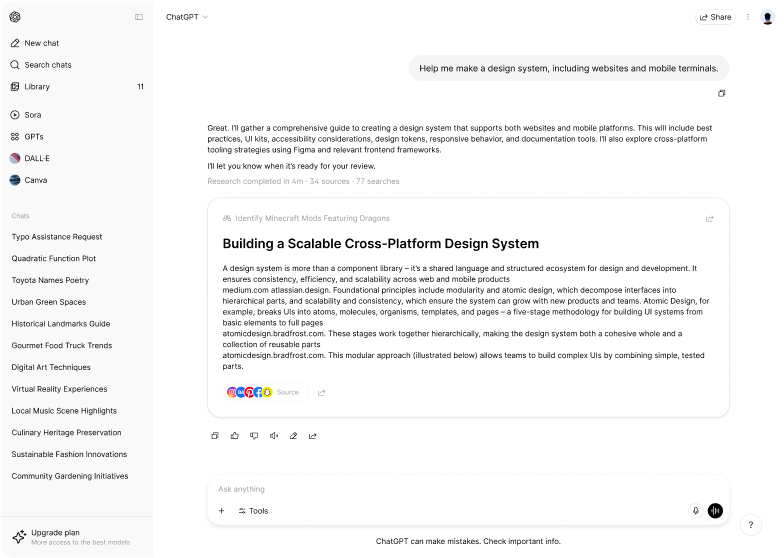 ChatGPT
Share
New chat
Search chats
Library 11
Sora
GPTs
DALL·E
Canva
Chats
Typo Assistance Request
Quadratic Function Plot
Toyota Names Poetry
Urban Green Spaces
Historical Landmarks Guide
Gourmet Food Truck Trends
Digital Art Techniques
Virtual Reality Experiences
Local Music Scene Highlights
Culinary Heritage Preservation
Sustainable Fashion Innovations
Community Gardening Initiatives
Upgrade plan
More access to the best models
Help me make a design system, including websites and mobile terminals.
Great. I'll gather a comprehensive guide to creating a design system that supports both websites and mobile platforms. This will include best
practices, UI kits, accessibility considerations, design tokens, responsive behavior, and documentation tools. I'll also explore cross-platform
tooling strategies using Figma and relevant frontend frameworks.
I'll let you know when it's ready for your review.
Research completed in 4m · 34 sources · 77 searches
Identify Minecraft Mods Featuring Dragons
Building a Scalable Cross-Platform Design System
A design system is more than a component library – it's a shared language and structured ecosystem for design and development. It
ensures consistency, efficiency, and scalability across web and mobile products
medium.com atlassian.design. Foundational principles include modularity and atomic design, which decompose interfaces into
hierarchical parts, and scalability and consistency, which ensure the system can grow with new products and teams. Atomic Design, for
example, breaks UIs into atoms, molecules, organisms, templates, and pages – a five-stage methodology for building UI systems from
basic elements to full pages
atomicdesign.bradfrost.com. These stages work together hierarchically, making the design system both a cohesive whole and a
collection of reusable parts
atomicdesign.bradfrost.com. This modular approach (illustrated below) allows teams to build complex UIs by combining simple, tested
parts.
Source
Ask anything
Tools
ChatGPT can make mistakes. Check important info.
?